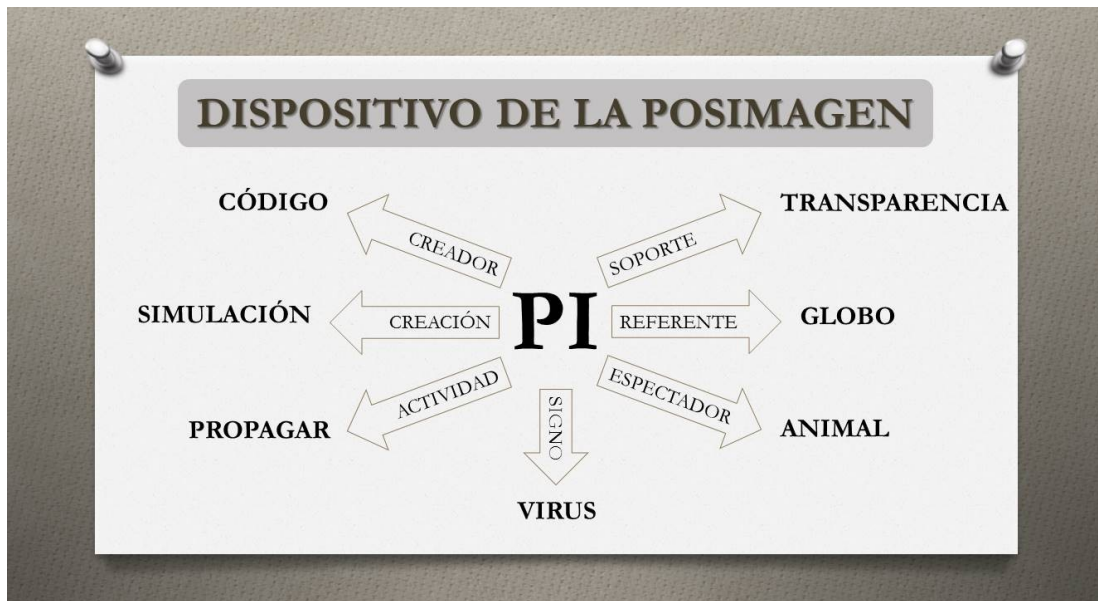 DISPOSITIVO DE LA POSIMAGEN
CÓDIGO
CREADOR
SOPORTE
TRANSPARENCIA
SIMULACIÓN
CREACIÓN
PI
REFERENTE
GLOBO
PROPAGAR
ACTIVIDAD
SIGNO
ESPECTADOR
ANIMAL
VIRUS